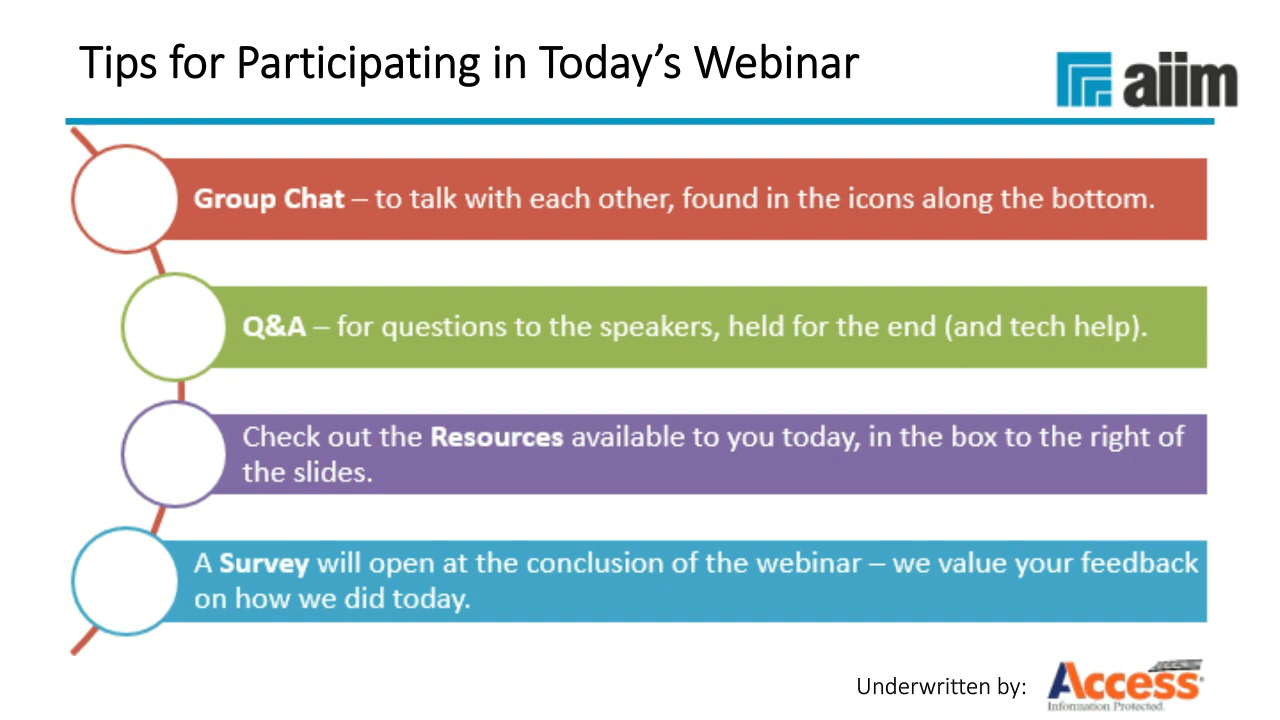 Tips for Participating in Today’s Webinar
aiim
Group Chat – to talk with each other, found in the icons along the bottom.
Q&A – for questions to the speakers, held for the end (and tech help).
Check out the Resources available to you today, in the box to the right of
the slides.
A Survey will open at the conclusion of the webinar – we value your feedback
on how we did today.
Underwritten by:
Access
Information Protected.